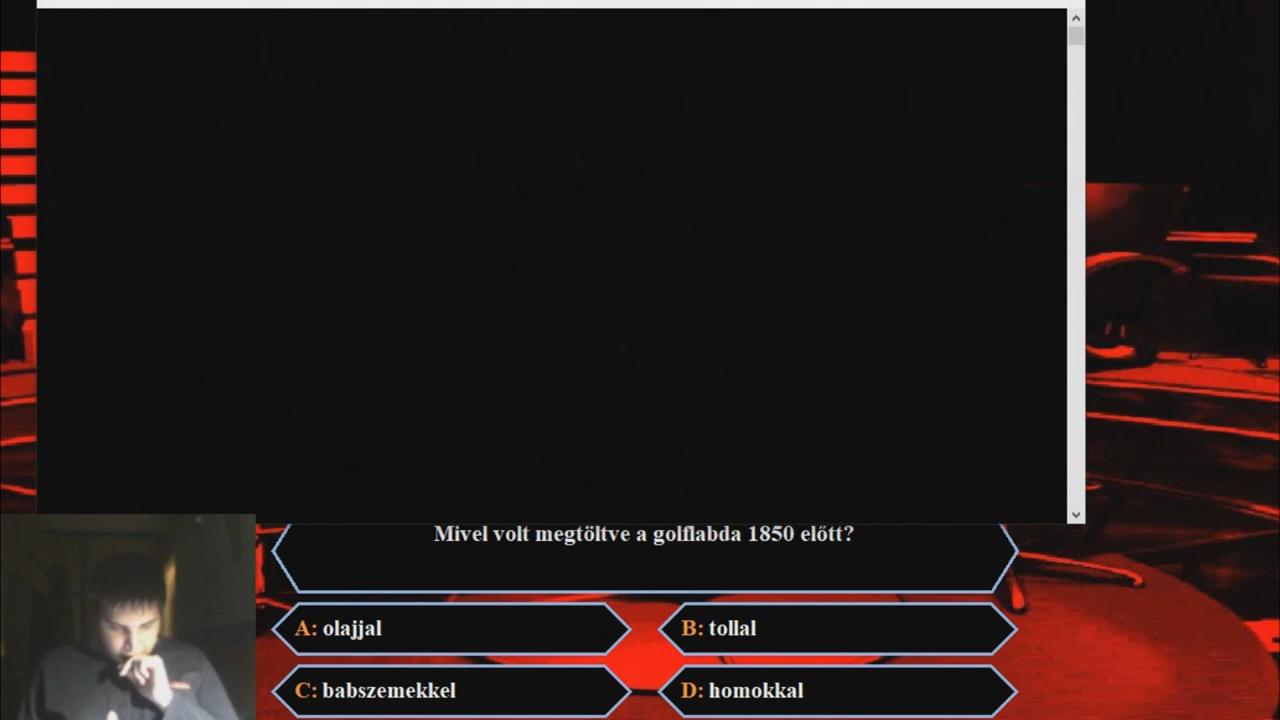 Mivel volt megtöltve a golflabda 1850 előtt?
A: olajjal
B: tollal
C: babszemekkel
D: homokkal